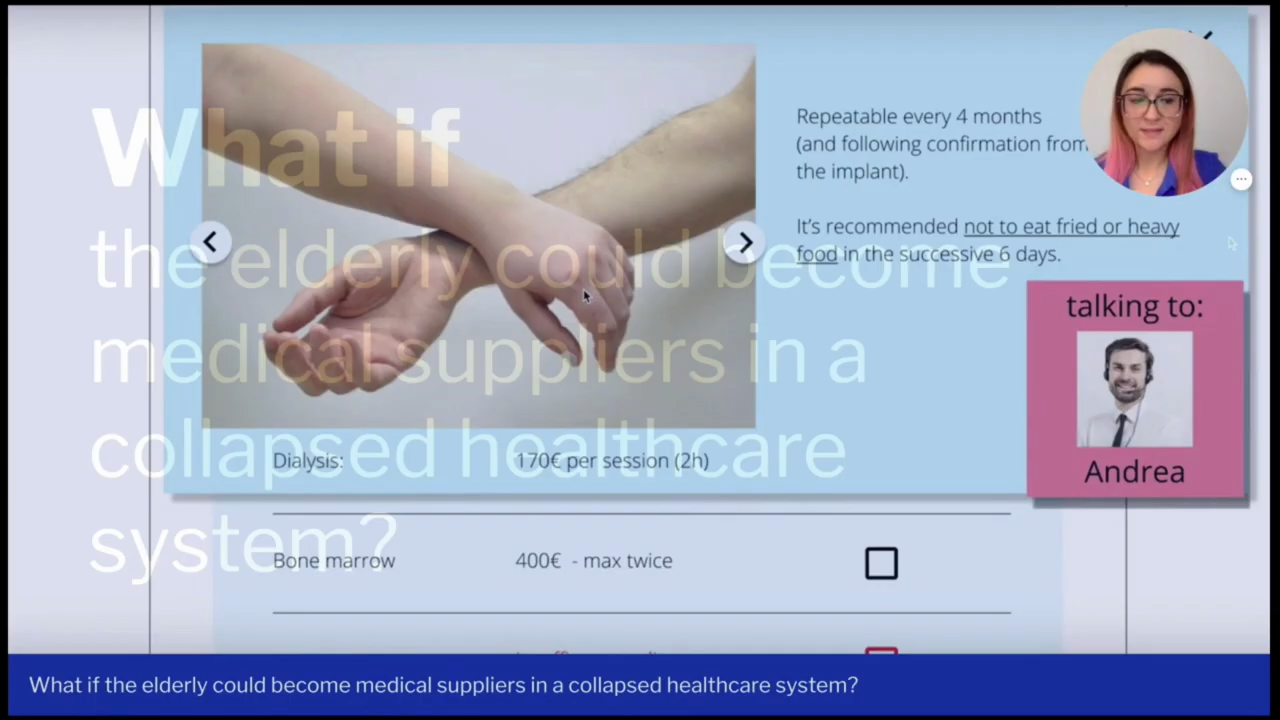 What if
the elderly could become
medical suppliers in a
collapsed healthcare
system?
Repeatable every 4 months
(and following confirmation from
the implant).
It's recommended not to eat fried or heavy
food in the successive 6 days.
talking to:
Andrea
Dialysis: 170€ per session (2h)
Bone marrow 400€ - max twice
What if the elderly could become medical suppliers in a collapsed healthcare system?